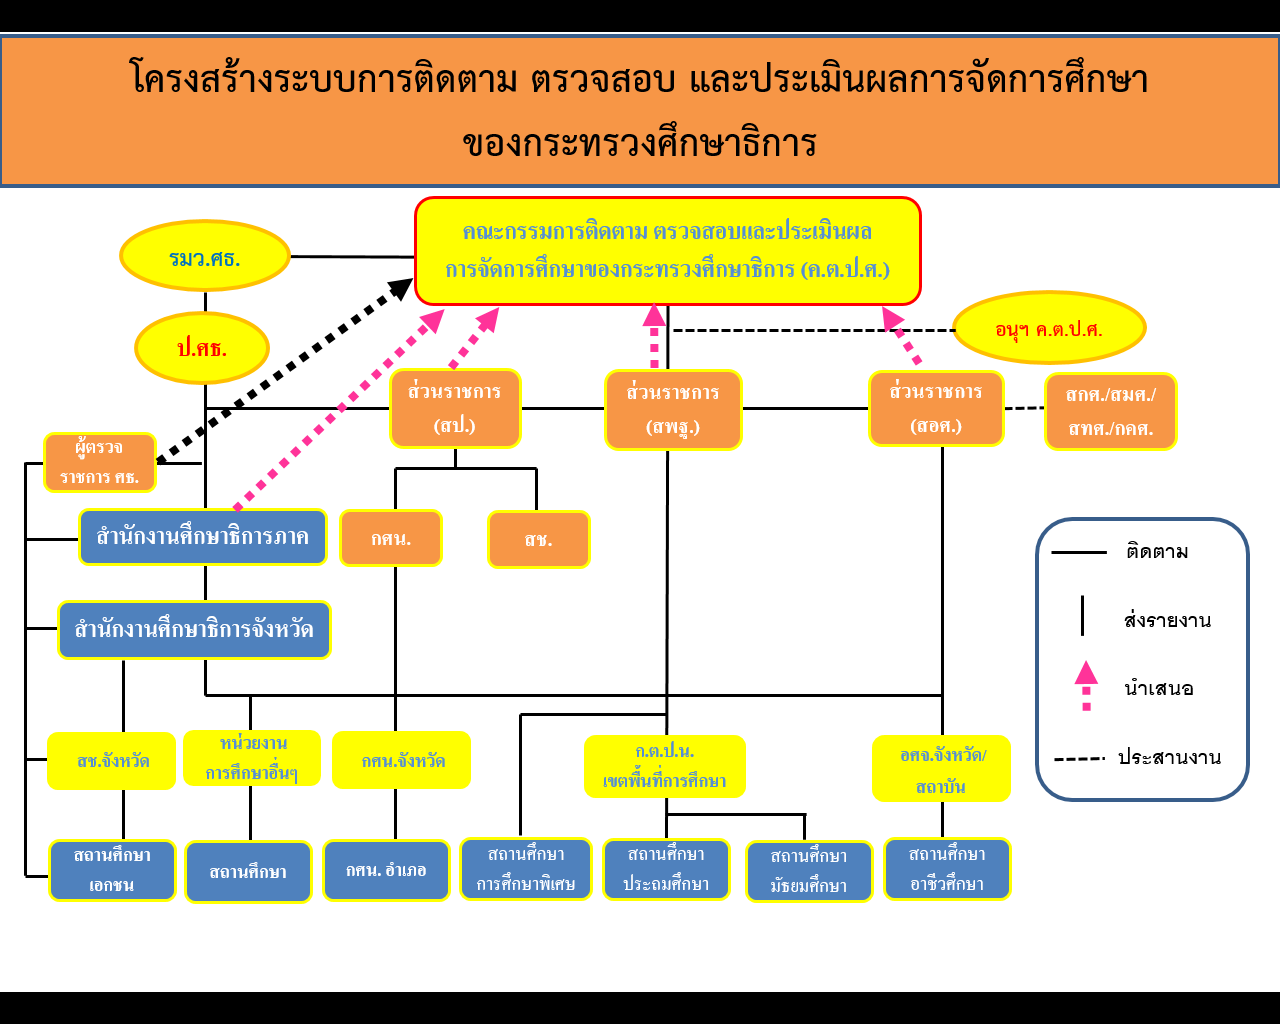 โครงสร้างระบบการติดตาม ตรวจสอบ และประเมินผลการจัดการศึกษา
ของกระทรวงศึกษาธิการ
คณะกรรมการติดตาม ตรวจสอบและประเมินผล
การจัดการศึกษาของกระทรวงศึกษาธิการ (ค.ต.ป.ศ.)
รมว.ศธ.
ป.ศธ.
อนุฯ ค.ต.ป.ศ.
ส่วนราชการ
(สป.)
ส่วนราชการ
(สพฐ.)
ส่วนราชการ
(สอศ.)
สกศ./สมศ./
สทศ./กคศ.
ผู้ตรวจ
ราชการ ศธ.
สำนักงานศึกษาธิการภาค
กศน.
สช.
สำนักงานศึกษาธิการจังหวัด
ติดตาม
ส่งรายงาน
นำเสนอ
ประสานงาน
สช.จังหวัด
หน่วยงาน
การศึกษาอื่นๆ
กศน.จังหวัด
ก.ต.ป.น.
เขตพื้นที่การศึกษา
อศจ.จังหวัด/
สถาบัน
สถานศึกษา
เอกชน
สถานศึกษา
กศน. อำเภอ
สถานศึกษา
การศึกษาพิเศษ
สถานศึกษา
ประถมศึกษา
สถานศึกษา
มัธยมศึกษา
สถานศึกษา
อาชีวศึกษา